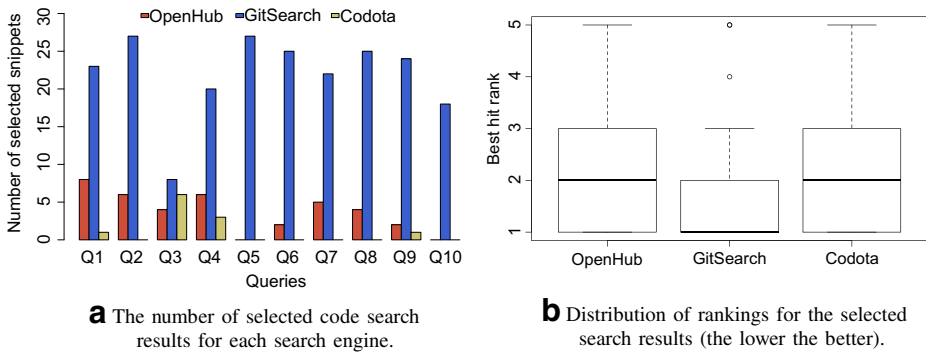 OpenHub GitSearch Codota
Number of selected snippets
30
25
20
15
10
5
0
Q1 Q2 Q3 Q4 Q5 Q6 Q7 Q8 Q9 Q10
Queries
a The number of selected code search
results for each search engine.
Best hit rank
5
4
3
2
1
OpenHub GitSearch Codota
b Distribution of rankings for the selected
search results (the lower the better).